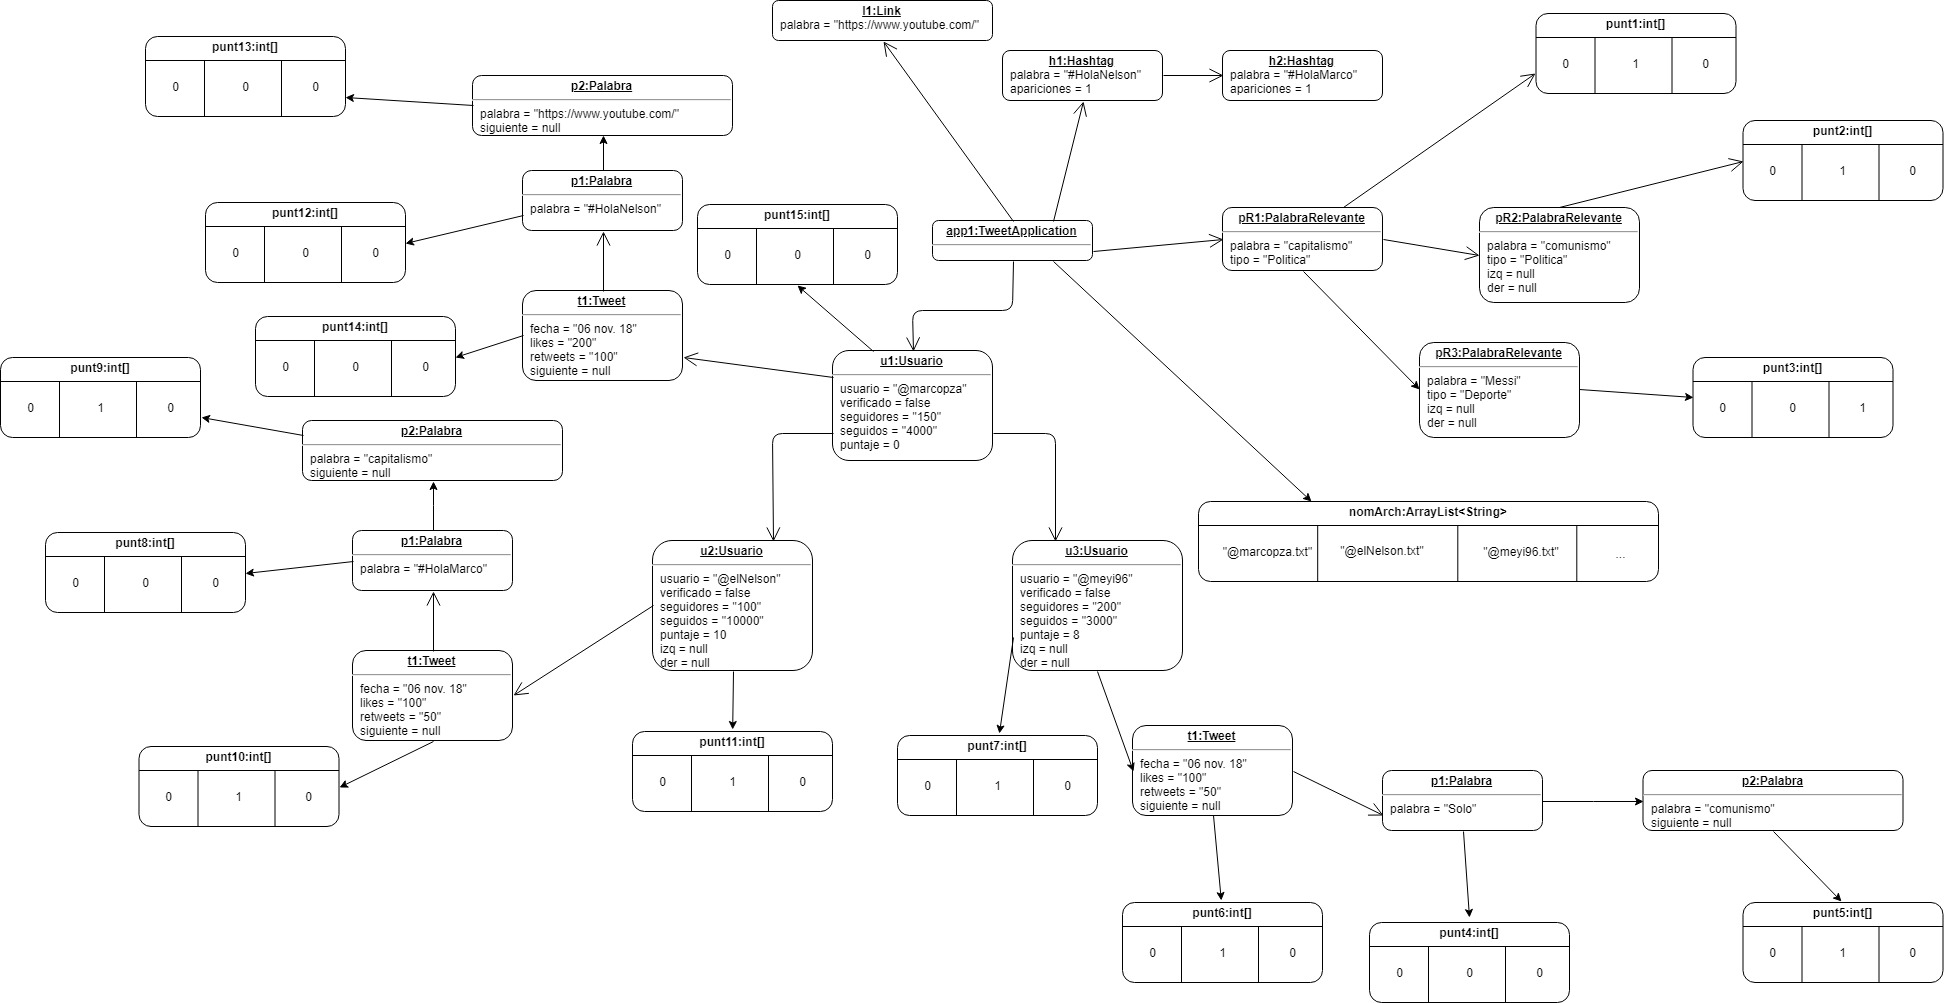 l1:Link
palabra = "https://www.youtube.com/"
punt13:int[]
0 0 0
p2:Palabra
palabra = "https://www.youtube.com/"
siguiente = null
h1:Hashtag
palabra = "#HolaNelson"
apariciones = 1
h2:Hashtag
palabra = "#HolaMarco"
apariciones = 1
punt1:int[]
0 1 0
punt2:int[]
0 1 0
p1:Palabra
palabra = "#HolaNelson"
punt12:int[]
0 0 0
punt15:int[]
0 0 0
app1:TweetApplication
pR1:PalabraRelevante
palabra = "capitalismo"
tipo = "Politica"
pR2:PalabraRelevante
palabra = "comunismo"
tipo = "Politica"
izq = null
der = null
t1:Tweet
fecha = "06 nov. 18"
likes = "200"
retweets = "100"
siguiente = null
punt14:int[]
0 0 0
u1:Usuario
usuario = "@marcopza"
verificado = false
seguidores = "150"
seguidos = "4000"
puntaje = 0
pR3:PalabraRelevante
palabra = "Messi"
tipo = "Deporte"
izq = null
der = null
punt3:int[]
0 0 1
punt9:int[]
0 1 0
p2:Palabra
palabra = "capitalismo"
siguiente = null
nomArch:ArrayList<String>
"@marcopza.txt" "@elNelson.txt" "@meyi96.txt" ...
punt8:int[]
0 0 0
p1:Palabra
palabra = "#HolaMarco"
u2:Usuario
usuario = "@elNelson"
verificado = false
seguidores = "100"
seguidos = "10000"
puntaje = 10
izq = null
der = null
u3:Usuario
usuario = "@meyi96"
verificado = false
seguidores = "200"
seguidos = "3000"
puntaje = 8
izq = null
der = null
t1:Tweet
fecha = "06 nov. 18"
likes = "100"
retweets = "50"
siguiente = null
punt10:int[]
0 1 0
punt11:int[]
0 1 0
punt7:int[]
0 1 0
t1:Tweet
fecha = "06 nov. 18"
likes = "100"
retweets = "50"
siguiente = null
p1:Palabra
palabra = "Solo"
p2:Palabra
palabra = "comunismo"
siguiente = null
punt6:int[]
0 1 0
punt4:int[]
0 0 0
punt5:int[]
0 1 0